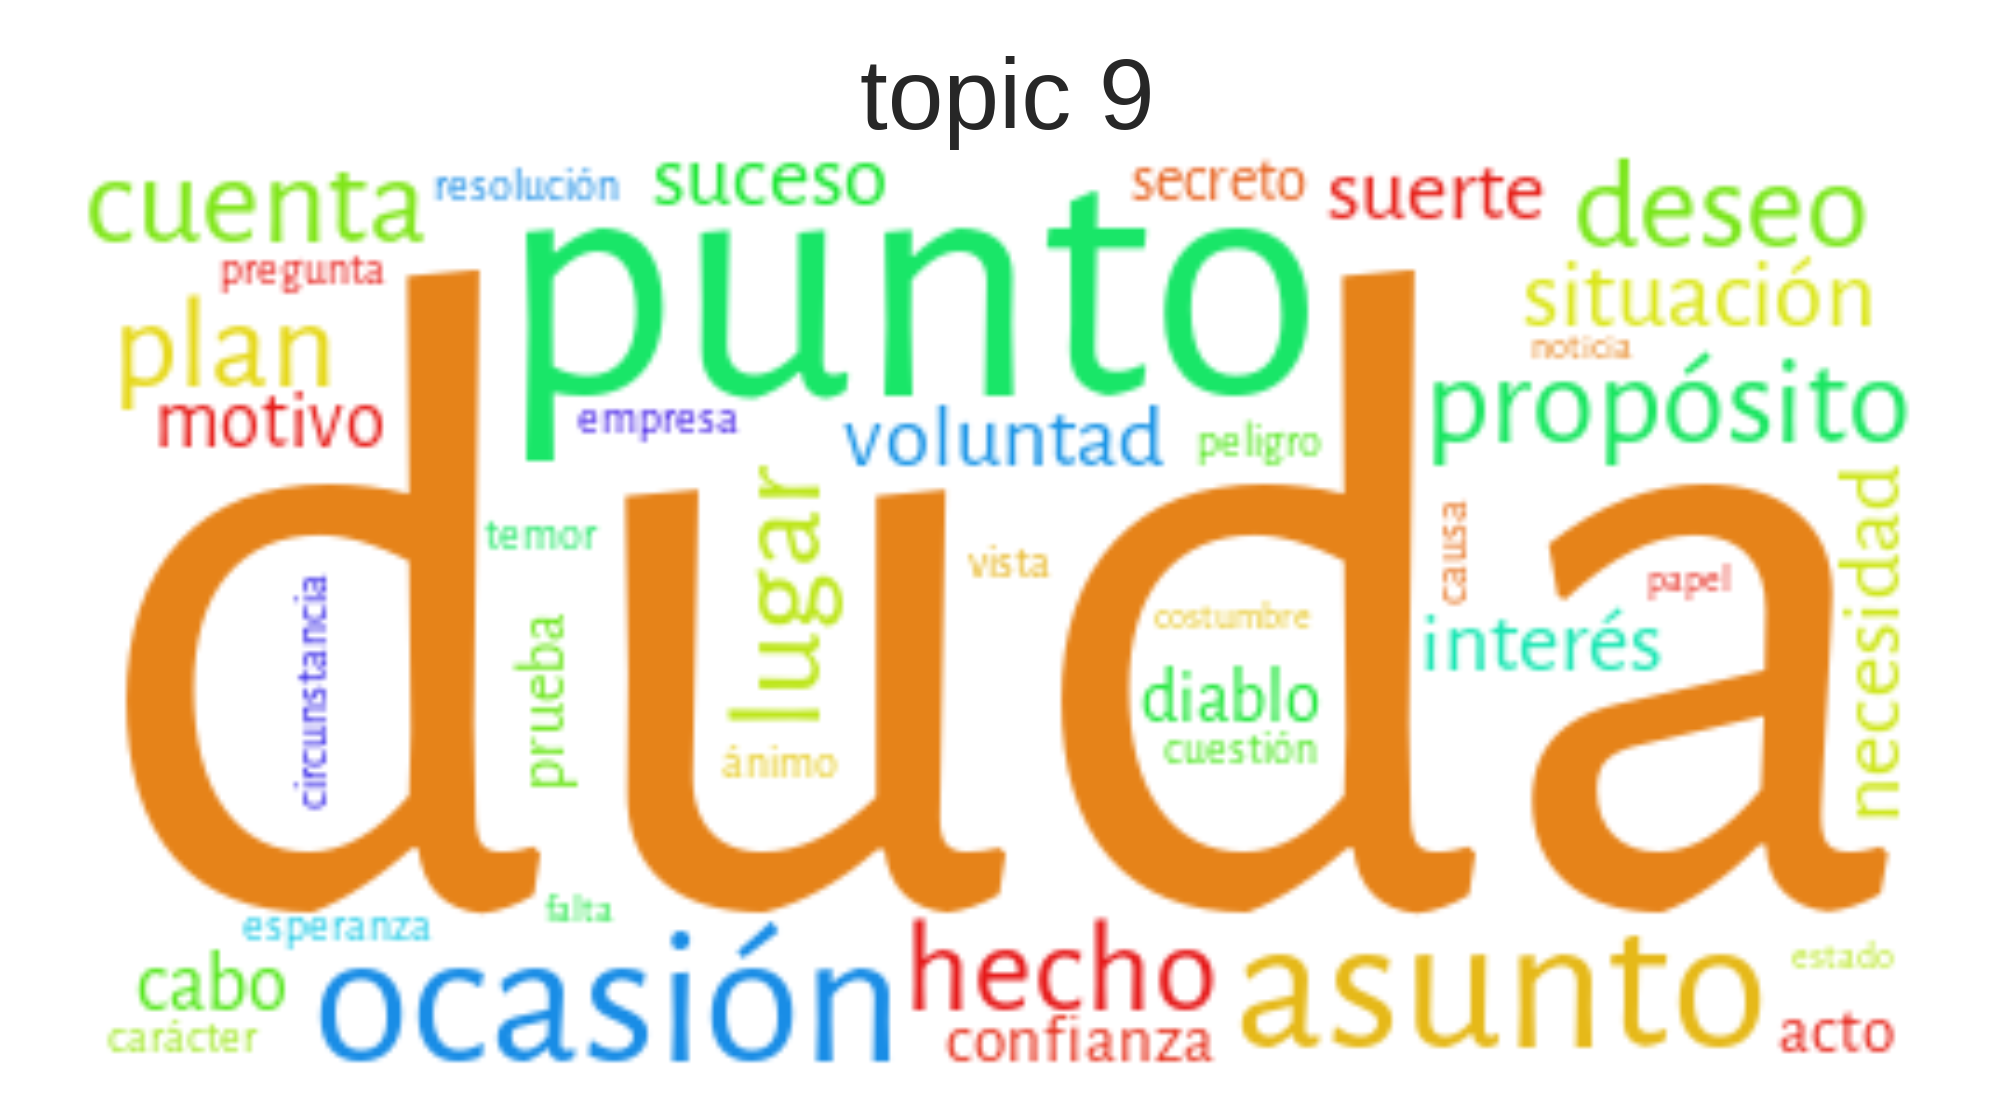 topic 9
cuenta
resolución
suceso
secreto
suerte
deseo
pregunta
punto
situación
plan
noticia
motivo
empresa
voluntad
peligro
propósito
duda
temor
lugar
vista
causa
papel
necesidad
circunstancia
prueba
costumbre
interés
diablo
ánimo
cuestión
esperanza
falta
cabo
ocasión
hecho
asunto
estado
carácter
confianza
acto